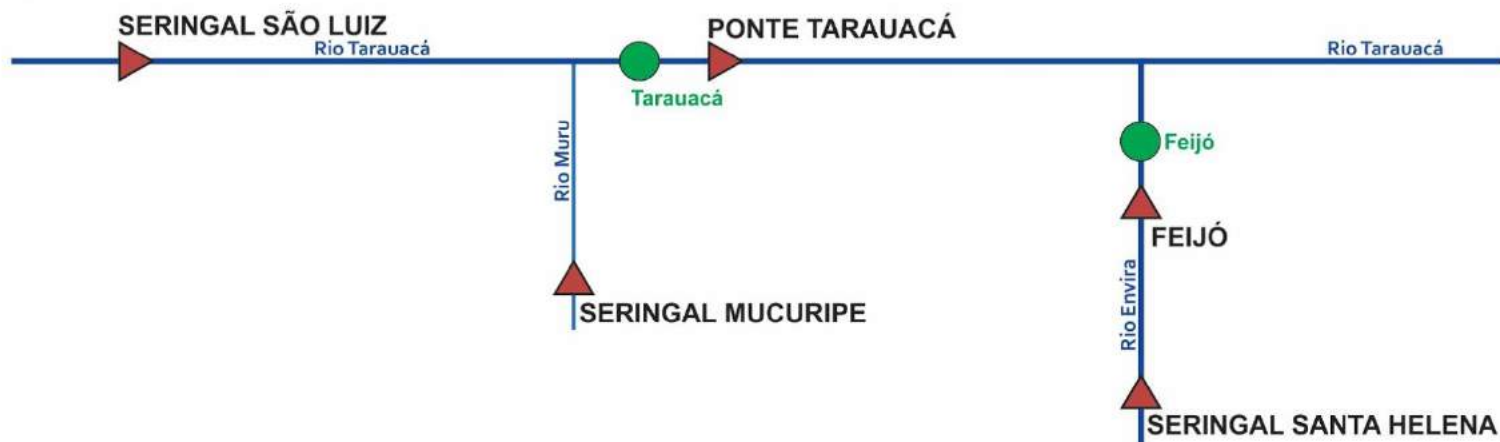 SERINGAL SÃO LUIZ
PONTE TARAUACÁ
Rio Tarauacá
Rio Tarauacá
Tarauacá
Rio Muru
Feijó
FEIJÓ
Rio Envira
SERINGAL MUCURIPE
SERINGAL SANTA HELENA